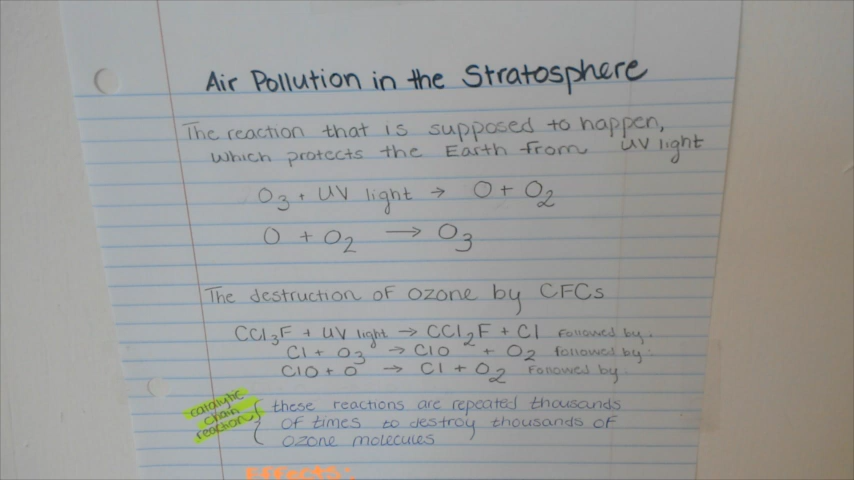 Air Pollution in the Stratosphere
The reaction that is supposed to happen,
which protects the Earth from UV light
O₃ + UV light → O + O₂
O + O₂ → O₃
The destruction of ozone by CFCs
CCl₃F + UV light → CCl₂F + Cl followed by:
Cl + O₃ → ClO + O₂ followed by:
ClO + O → Cl + O₂ Followed by
catalytic
chain
reaction
these reactions are repeated thousands
of times to destroy thousands of
ozone molecules
Effects: